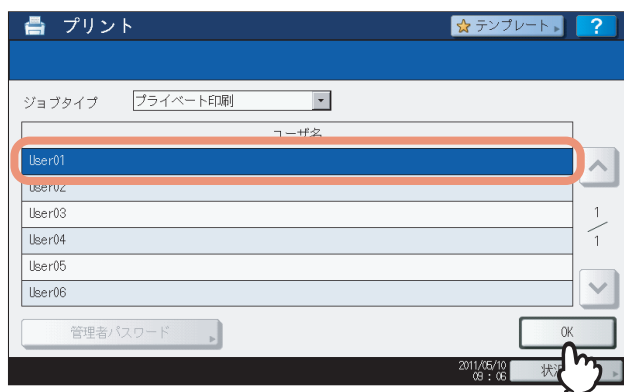 プリント
テンプレート
?
ジョブタイプ プライベート印刷
ユーザ名
User01
User02
User03
User04
User05
User06
1
1
管理者パスワード
OK
2011/05/10
09 : 06